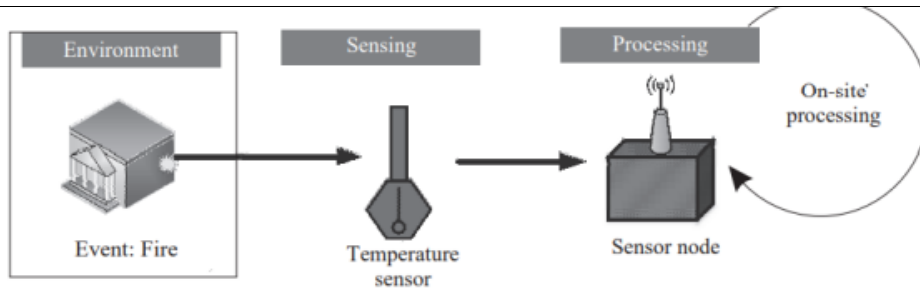 Environment
Sensing
Processing
On-site
processing
Event: Fire
Temperature
sensor
Sensor node